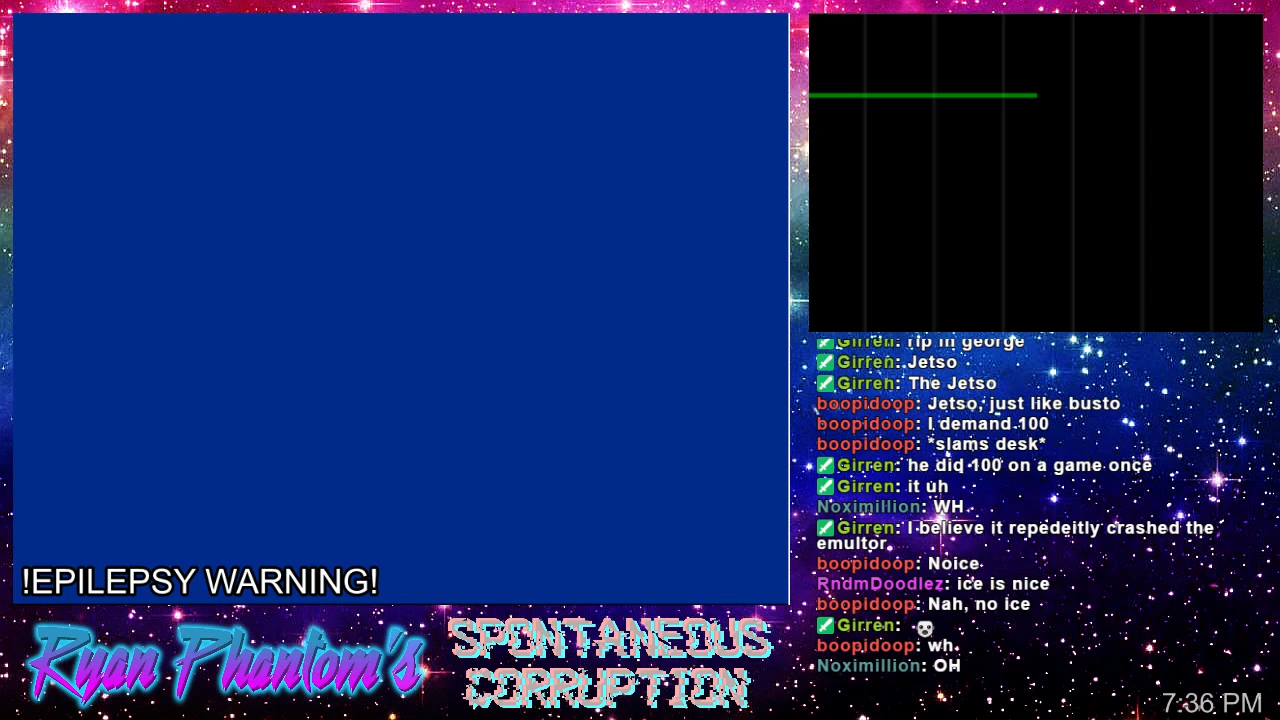 Girren: rip in george
Girren: Jetso
Girren: The Jetso
boopidoop: Jetso, just like busto
boopidoop: I demand 100
boopidoop: *slams desk*
Girren: he did 100 on a game once
Girren: it uh
Noximillion: WH
Girren: I believe it repedeitly crashed the
emultor
boopidoop: Noice
RndmDoodlez: ice is nice
boopidoop: Nah, no ice
Girren:
boopidoop: wh
Noximillion: OH
!EPILEPSY WARNING!
Ryan Phantom's
SPONTANEOUS
CORRUPTION
7:36 PM